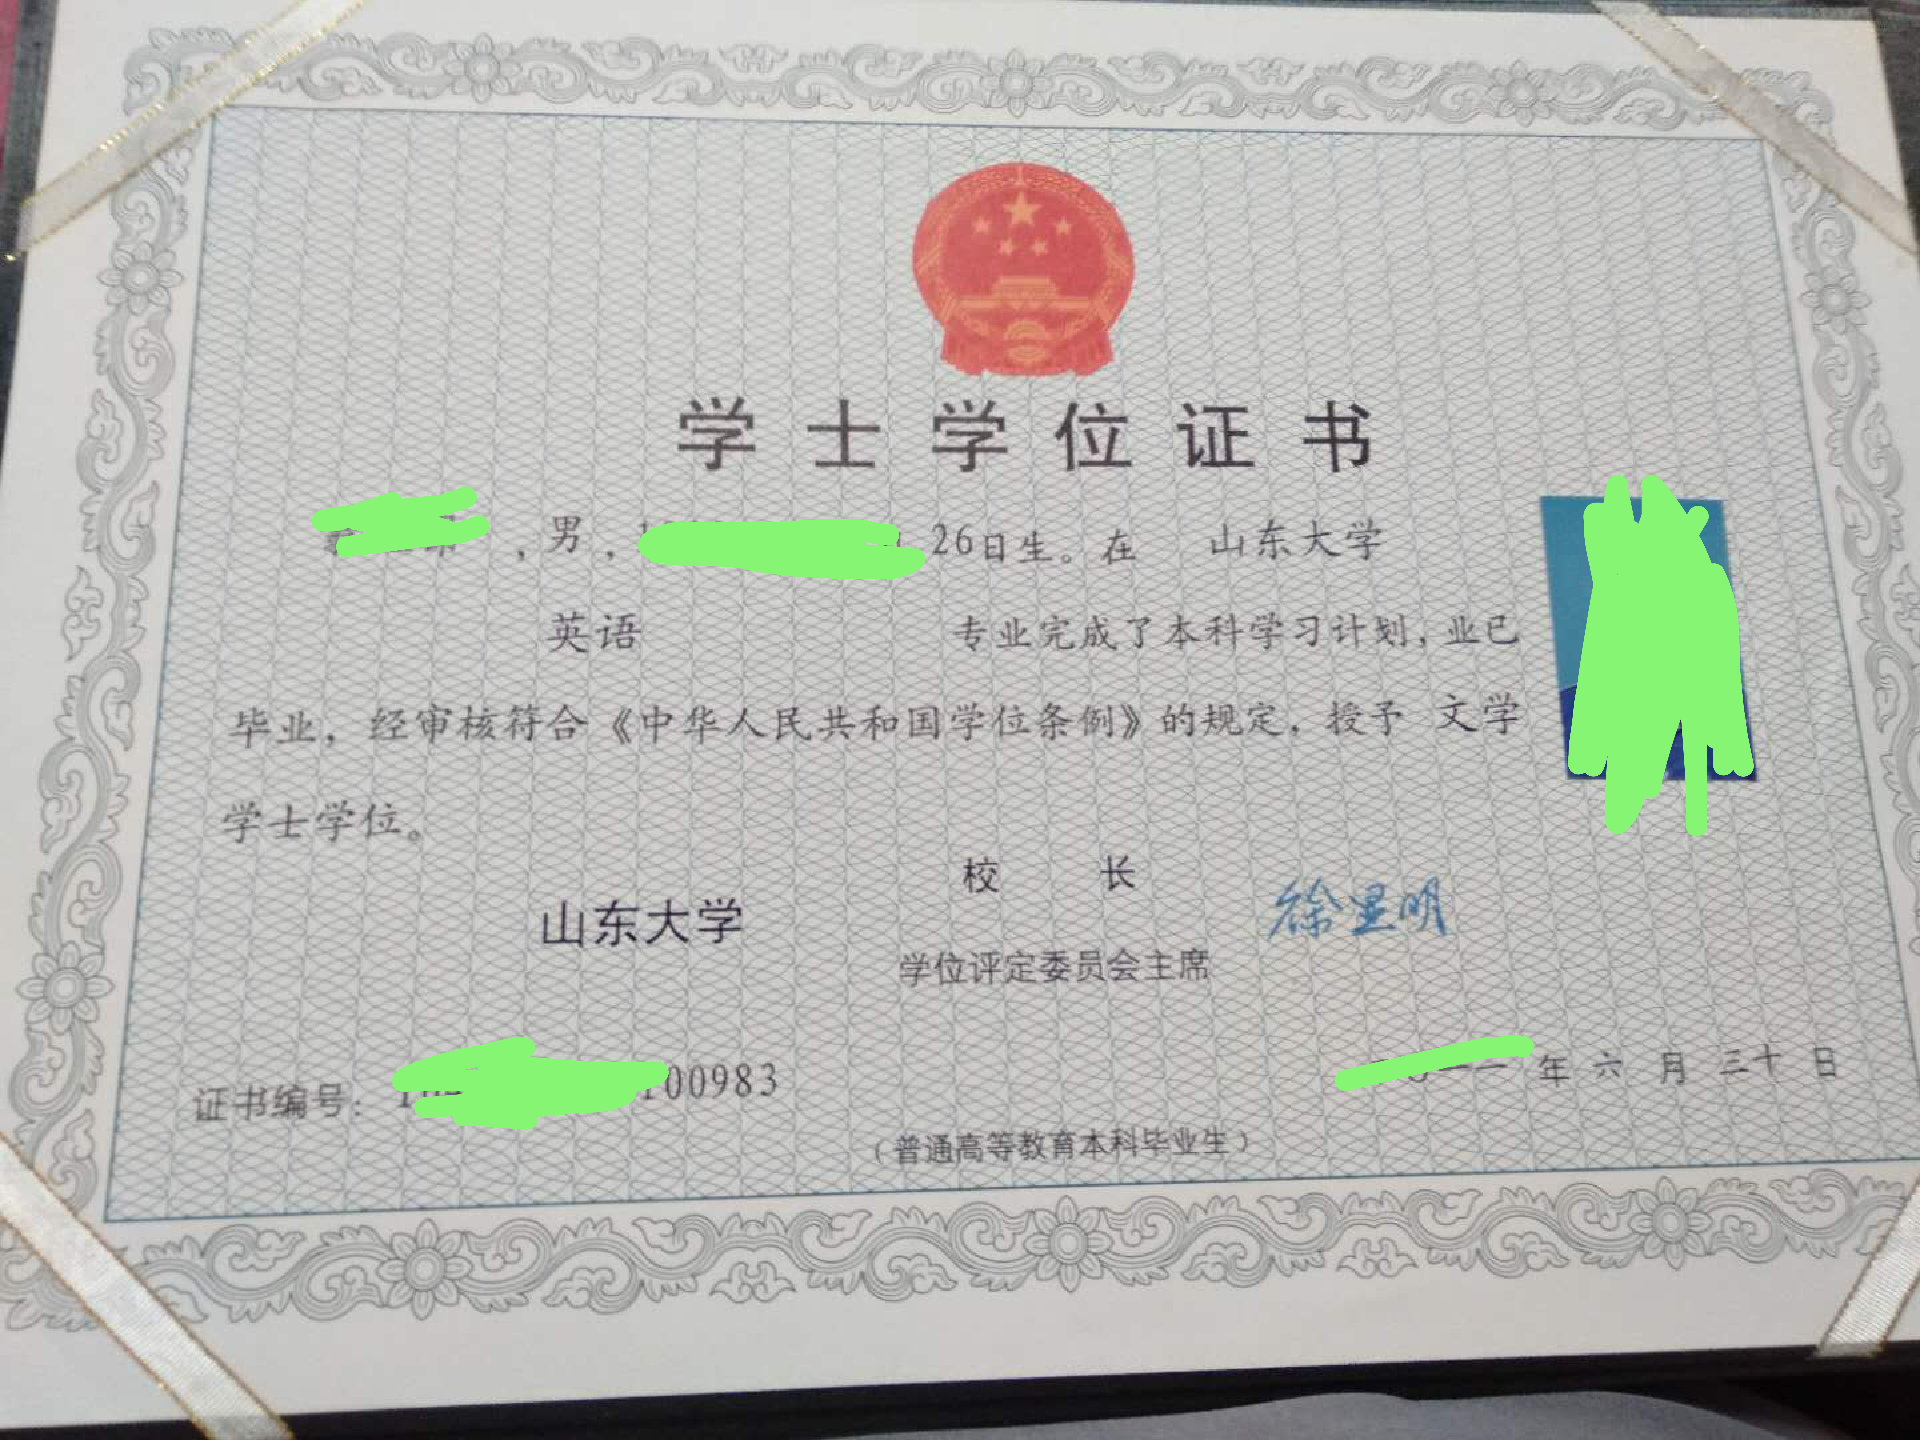 学士学位证书
，男，26日生。在 山东大学
英语 专业完成了本科学习计划，业已
毕业，经审核符合《中华人民共和国学位条例》的规定，授予 文学
学士学位。
校 长
山东大学 徐显明
学位评定委员会主席
证书编号：00983
年六月三十日
（普通高等教育本科毕业生）